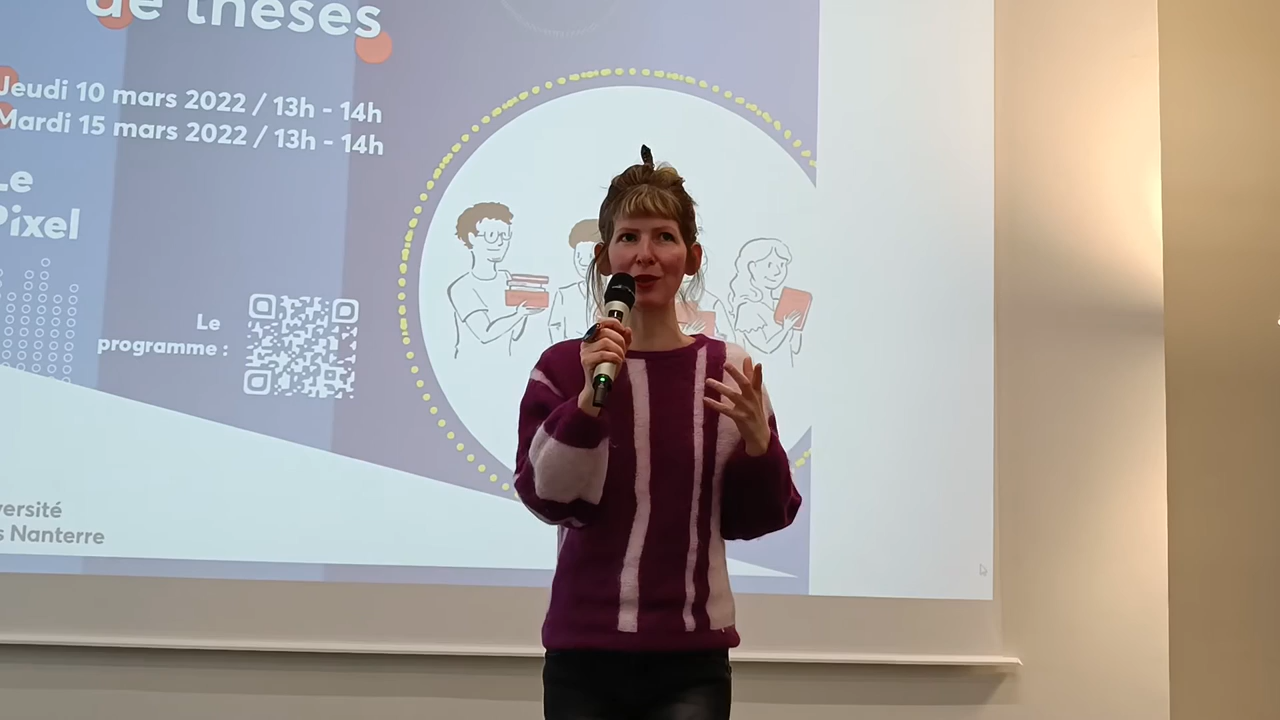 de thèses
Jeudi 10 mars 2022 / 13h - 14h
Mardi 15 mars 2022 / 13h - 14h
Le
Pixel
Le
programme :
versité
s Nanterre